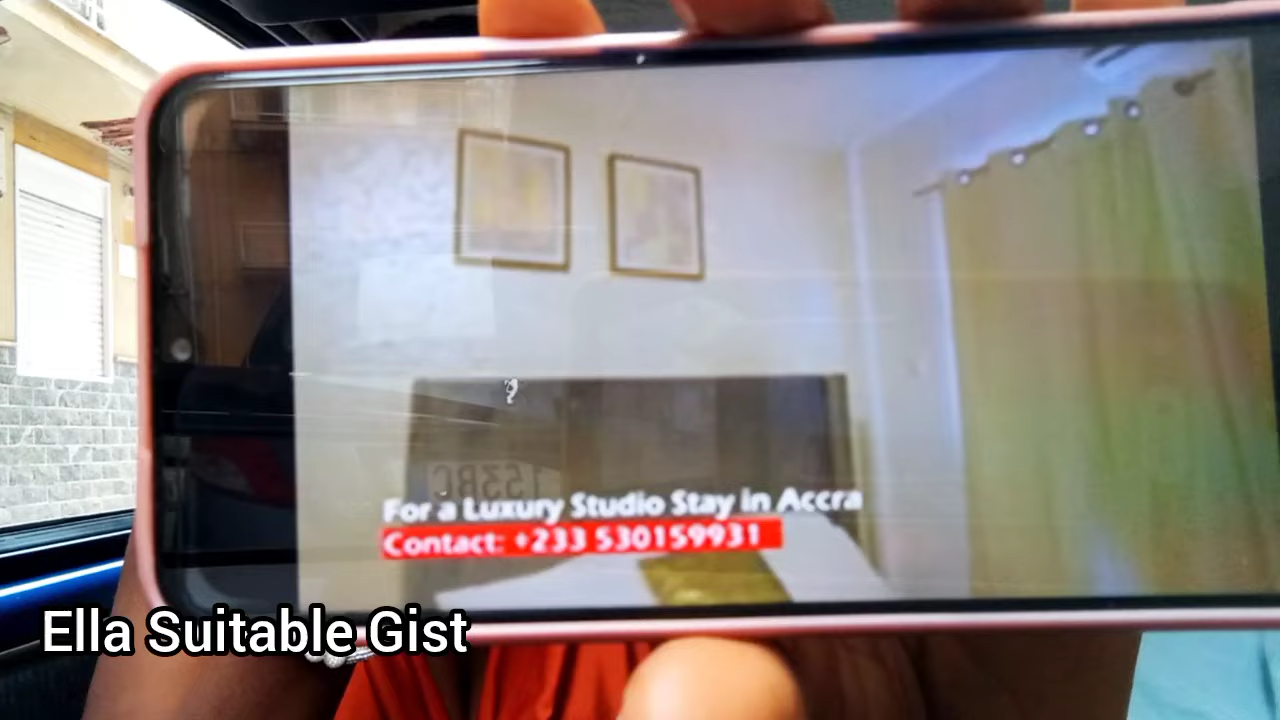 For a Luxury Studio Stay in Accra
Contact: +233 530159931
Ella Suitable Gist